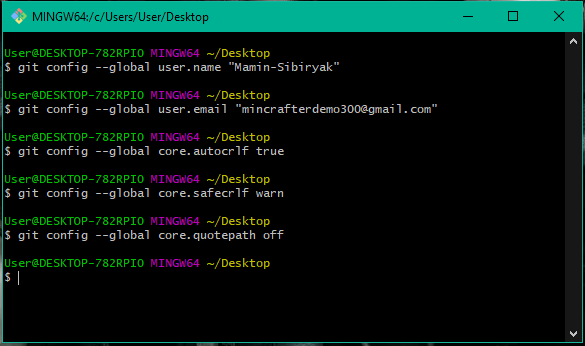 MINGW64:/c/Users/User/Desktop
User@DESKTOP-782RPIO MINGW64 ~/Desktop
$ git config --global user.name "Mamin-Sibiryak"
User@DESKTOP-782RPIO MINGW64 ~/Desktop
$ git config --global user.email "mincrafterdemo300@gmail.com"
User@DESKTOP-782RPIO MINGW64 ~/Desktop
$ git config --global core.autocrlf true
User@DESKTOP-782RPIO MINGW64 ~/Desktop
$ git config --global core.safecrlf warn
User@DESKTOP-782RPIO MINGW64 ~/Desktop
$ git config --global core.quotepath off
User@DESKTOP-782RPIO MINGW64 ~/Desktop
$